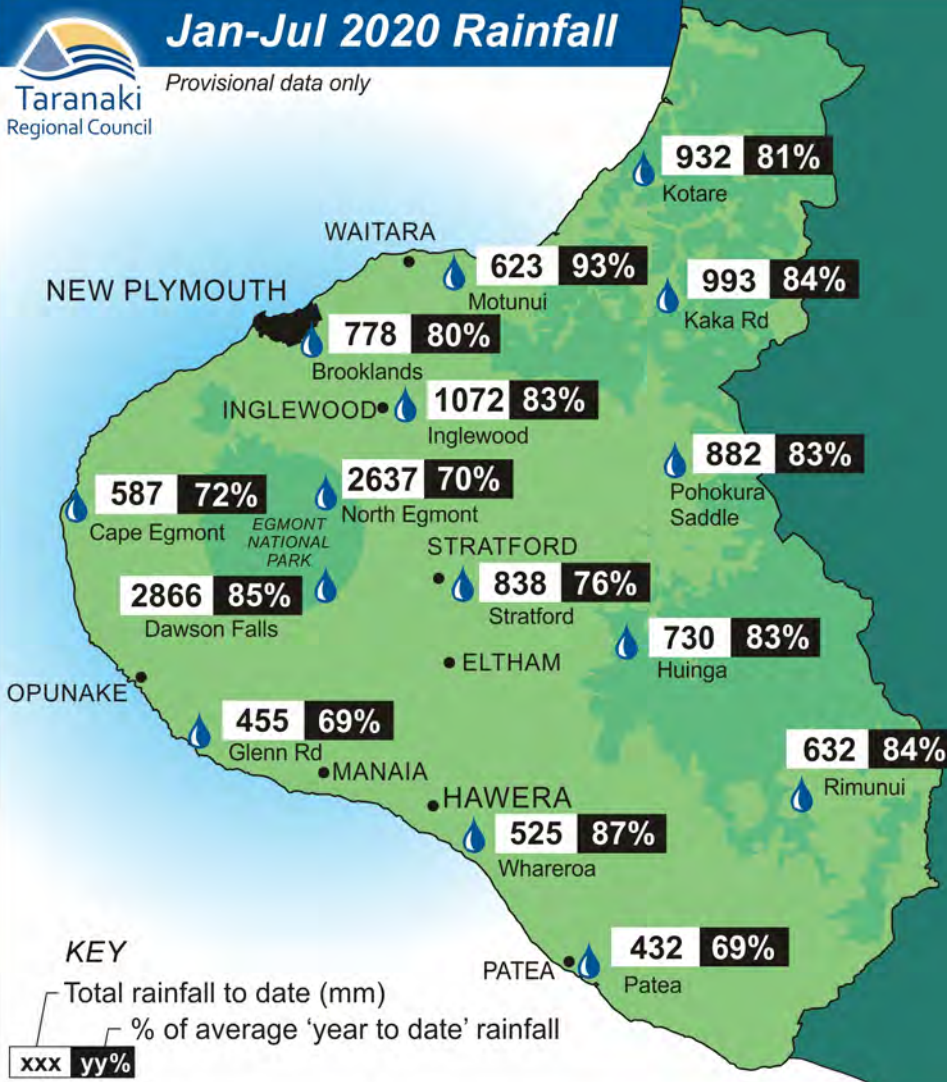 Jan-Jul 2020 Rainfall
Provisional data only
Taranaki
Regional Council
932 81%
Kotare
WAITARA
623 93%
Motunui
993 84%
Kaka Rd
NEW PLYMOUTH
778 80%
Brooklands
INGLEWOOD
1072 83%
Inglewood
882 83%
Pohokura
Saddle
587 72%
Cape Egmont
2637 70%
North Egmont
EGMONT
NATIONAL
PARK
STRATFORD
838 76%
Stratford
2866 85%
Dawson Falls
730 83%
Huinga
ELTHAM
OPUNAKE
455 69%
Glenn Rd
632 84%
Rimunui
MANAIA
HAWERA
525 87%
Whareroa
432 69%
PATEA
Patea
KEY
Total rainfall to date (mm)
% of average ‘year to date’ rainfall
xxx yy%